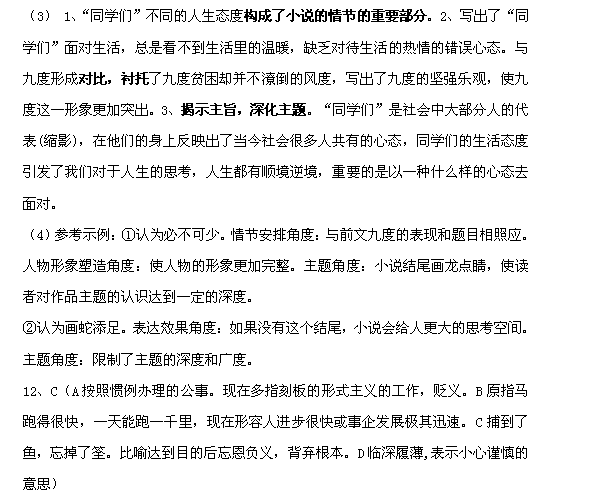 （3） 1、“同学们”不同的人生态度构成了小说的情节的重要部分。2、写出了“同
学们”面对生活，总是看不到生活里的温暖，缺乏对待生活的热情的错误心态。与
九度形成对比，衬托了九度贫困却并不潦倒的风度，写出了九度的坚强乐观，使九
度这一形象更加突出。3、揭示主旨，深化主题。“同学们”是社会中大部分人的代
表(缩影)，在他们的身上反映出了当今社会很多人共有的心态，同学们的生活态度
引发了我们对于人生的思考，人生都有顺境逆境，重要的是以一种什么样的心态去
面对。
（4）参考示例：①认为必不可少。情节安排角度：与前文九度的表现和题目相照应。
人物形象塑造角度：使人物的形象更加完整。主题角度：小说结尾画龙点睛，使读
者对作品主题的认识达到一定的深度。
②认为画蛇添足。表达效果角度：如果没有这个结尾，小说会给人更大的思考空间。
主题角度：限制了主题的深度和广度。
12、C（A按照惯例办理的公事。现在多指刻板的形式主义的工作，贬义。B原指马
跑得很快，一天能跑一千里，现在形容人进步很快或事企发展极其迅速。C捕到了
鱼，忘掉了筌。比喻达到目的后忘恩负义，背弃根本。D临深履薄,表示小心谨慎的
意思）